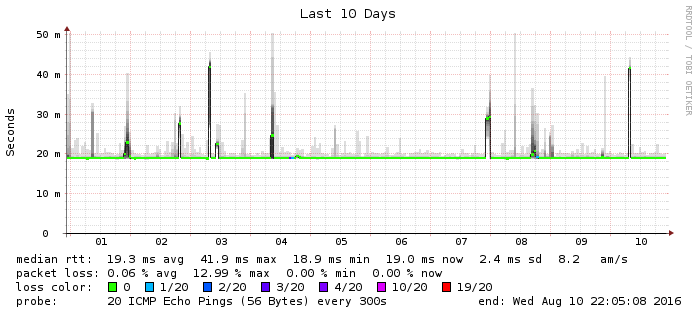 Last 10 Days
RRDTOOL / TOBI OETIKER
Seconds
50 m
40 m
30 m
20 m
10 m
0
01 02 03 04 05 06 07 08 09 10
median rtt: 19.3 ms avg 41.9 ms max 18.9 ms min 19.0 ms now 2.4 ms sd 8.2 am/s
packet loss: 0.06 % avg 12.99 % max 0.00 % min 0.00 % now
loss color: 0 1/20 2/20 3/20 4/20 10/20 19/20
probe: 20 ICMP Echo Pings (56 Bytes) every 300s end: Wed Aug 10 22:05:08 2016